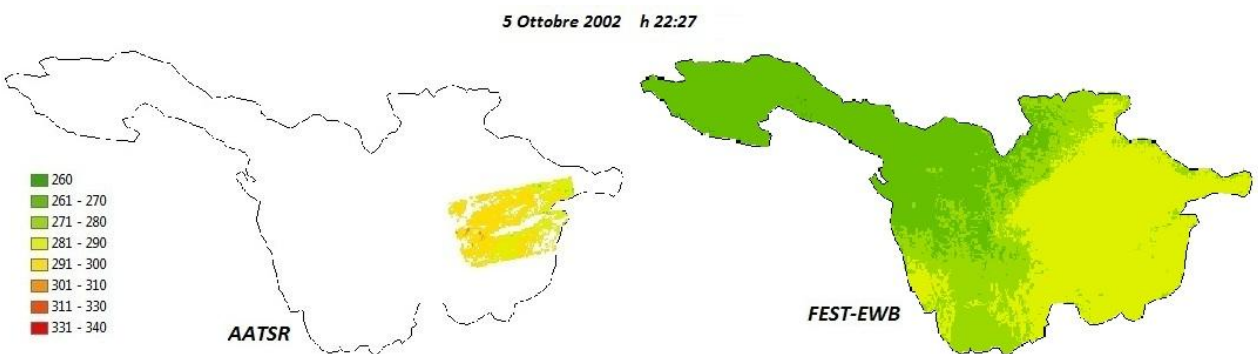 5 Ottobre 2002 h 22:27
260
261 - 270
271 - 280
281 - 290
291 - 300
301 - 310
311 - 330
331 - 340
AATSR
FEST-EWB